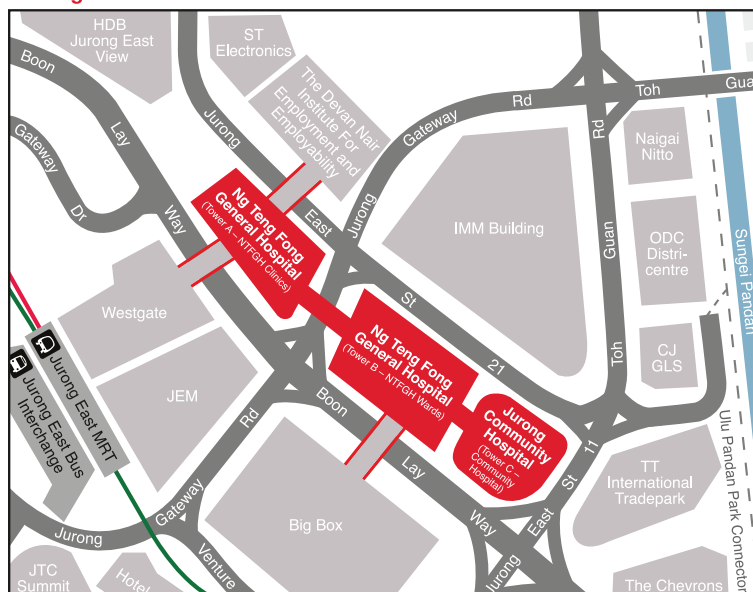 HDB
Jurong East
View
ST
Electronics
The Devan Nair
Institute For
Employment and
Employability
Boon
Lay
Way
Gateway
Dr
Jurong
East
St
21
Jurong
Gateway
Rd
Toh
Gua
Rd
Guan
Toh
Naigai
Nitto
ODC
Distri-
centre
CJ
GLS
Sungei Pandan
Ulu Pandan Park Connector
IMM Building
Ng Teng Fong
General Hospital
(Tower A – NTFGH Clinics)
Ng Teng Fong
General Hospital
(Tower B – NTFGH Wards)
Jurong
Community
Hospital
(Tower C –
Community
Hospital)
Westgate
JEM
Jurong East MRT
Jurong East Bus
Interchange
Rd
Gateway
Jurong
Venture
Boon
Lay
Way
Big Box
Jurong
East
St
11
TT
International
Tradepark
The Chevrons
JTC
Summit
Hotel